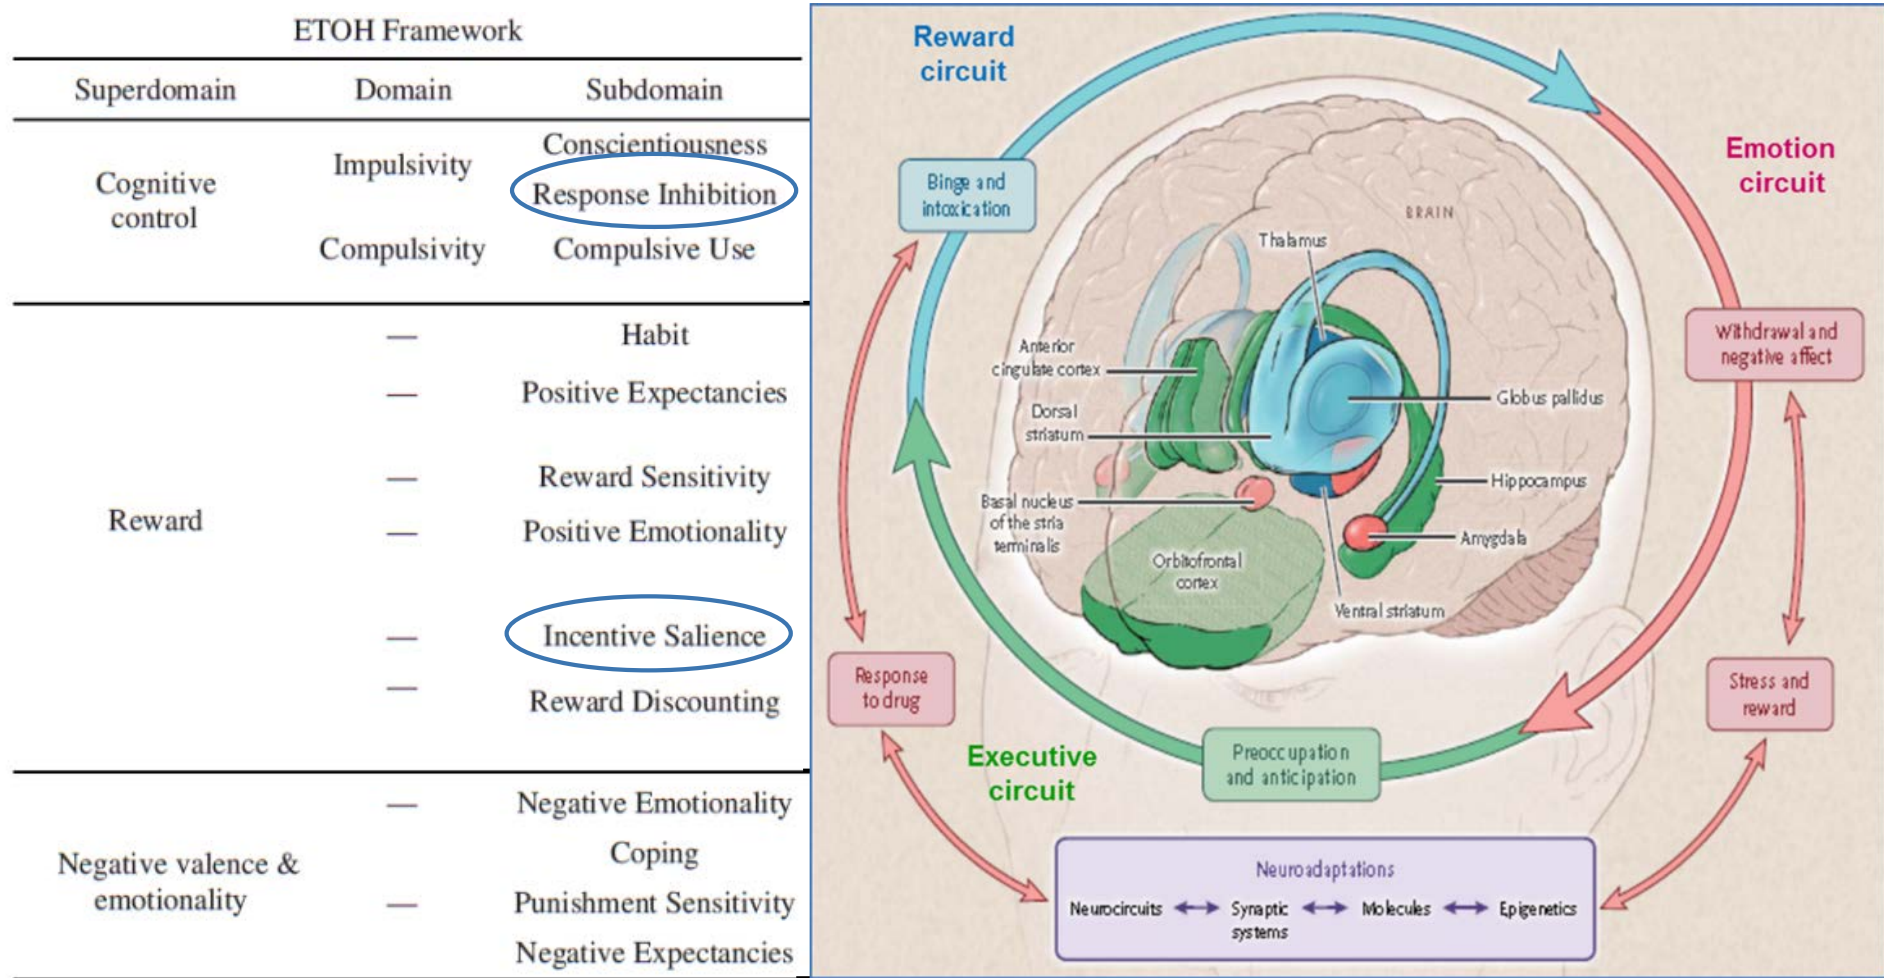 ETOH Framework
Superdomain Domain Subdomain
Cognitive
control
Impulsivity
Conscientiousness
Response Inhibition
Compulsivity Compulsive Use
Reward
— Habit
— Positive Expectancies
— Reward Sensitivity
— Positive Emotionality
— Incentive Salience
— Reward Discounting
Negative valence &
emotionality
— Negative Emotionality
Coping
— Punishment Sensitivity
Negative Expectancies
Reward
circuit
Emotion
circuit
Binge and
intoxication
BRAIN
Thalamus
Anterior
cingulate cortex
Dorsal
striatum
Basal nucleus
of the stria
terminalis
Orbitofrontal
cortex
Globus pallidus
Hippocampus
Amygdala
Ventral striatum
Withdrawal and
negative affect
Response
to drug
Stress and
reward
Executive
circuit
Preoccupation
and anticipation
Neuroadaptations
Neurocircuits Synaptic
systems
Molecules Epigenetics